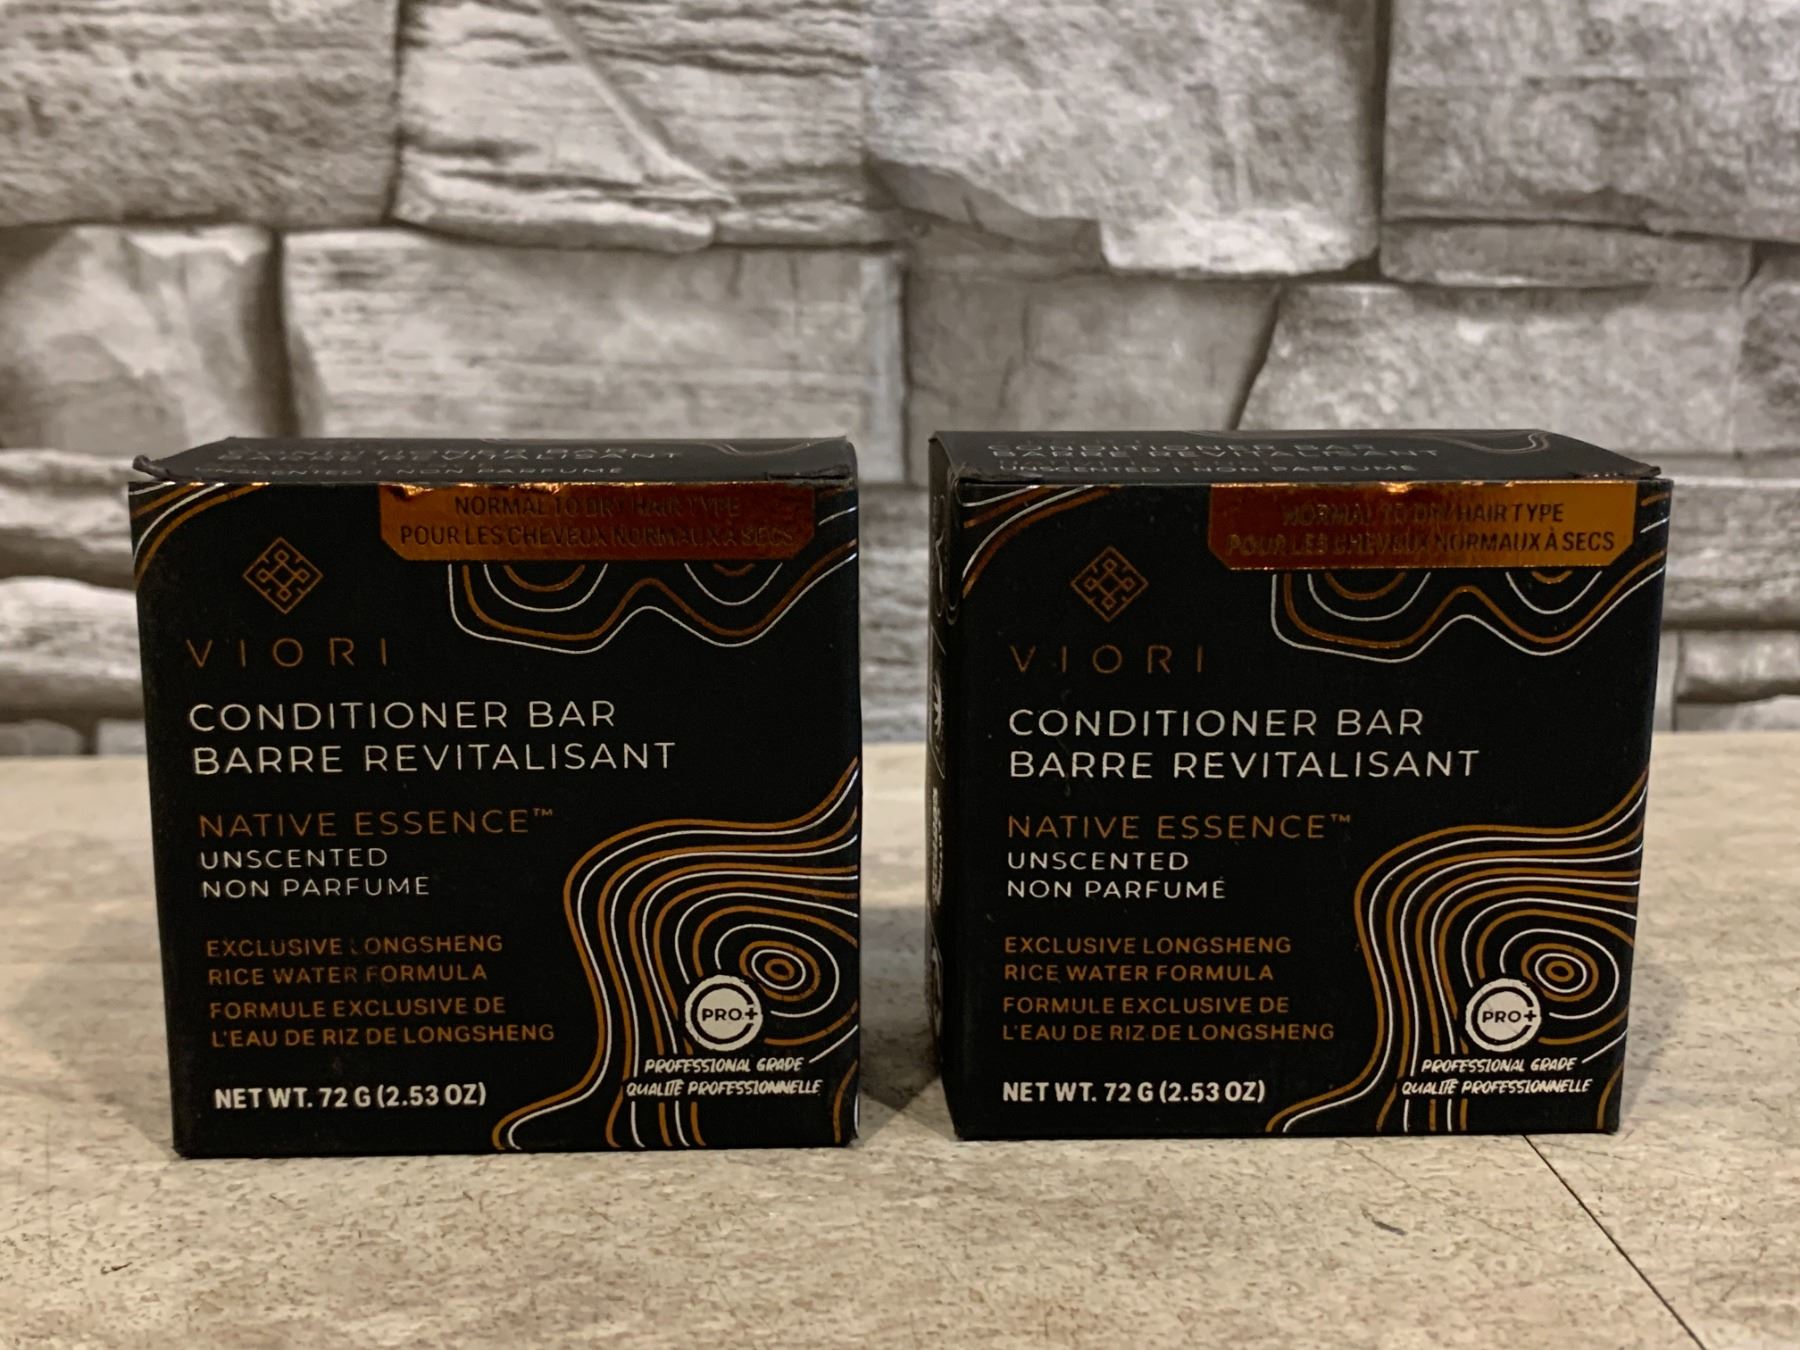 BARRE REVITALISANT
UNSCENTED | NON PARFUMÉ
NORMAL TO DRY HAIR TYPE
POUR LES CHEVEUX NORMAUX À SECS
VIORI
CONDITIONER BAR
BARRE REVITALISANT
NATIVE ESSENCE™
UNSCENTED
NON PARFUMÉ
EXCLUSIVE LONGSHENG
RICE WATER FORMULA
FORMULE EXCLUSIVE DE
L'EAU DE RIZ DE LONGSHENG
PRO+
PROFESSIONAL GRADE
QUALITÉ PROFESSIONNELLE
NET WT. 72 G (2.53 OZ)
CONDITIONER BAR
BARRE REVITALISANT
UNSCENTED | NON PARFUMÉ
NORMAL TO DRY HAIR TYPE
POUR LES CHEVEUX NORMAUX À SECS
VIORI
CONDITIONER BAR
BARRE REVITALISANT
NATIVE ESSENCE™
UNSCENTED
NON PARFUMÉ
EXCLUSIVE LONGSHENG
RICE WATER FORMULA
FORMULE EXCLUSIVE DE
L'EAU DE RIZ DE LONGSHENG
PRO+
PROFESSIONAL GRADE
QUALITÉ PROFESSIONNELLE
NET WT. 72 G (2.53 OZ)